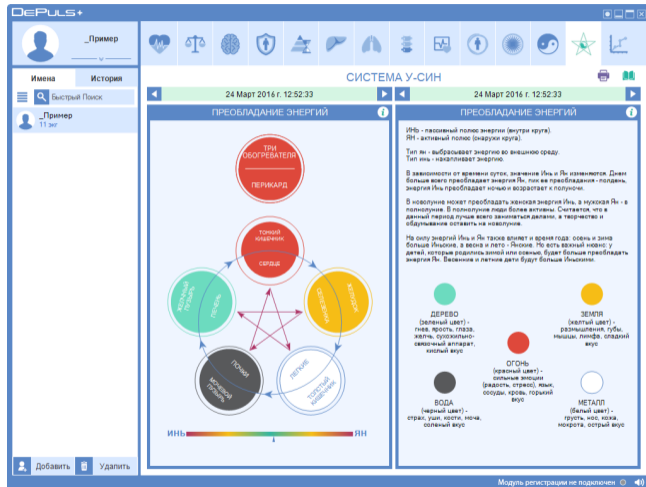 DEPULS+
_Пример
Имена
История
Быстрый Поиск
_Пример
11 экг
Добавить
Удалить
СИСТЕМА У-СИН
24 Март 2016 г. 12:52:33
ПРЕОБЛАДАНИЕ ЭНЕРГИЙ
ТРИ
ОБОГРЕВАТЕЛЯ
ПЕРИКАРД
ТОНКИЙ
КИШЕЧНИК
СЕРДЦЕ
ЖЕЛЧНЫЙ
ПУЗЫРЬ
ПЕЧЕНЬ
СЕЛЕЗЕНКА
ЖЕЛУДОК
ПОЧКИ
МОЧЕВОЙ
ПУЗЫРЬ
ЛЕГКИЕ
ТОЛСТЫЙ
КИШЕЧНИК
ИНЬ
ЯН
24 Март 2016 г. 12:52:33
ПРЕОБЛАДАНИЕ ЭНЕРГИЙ
ИНЬ - пассивный полюс энергии (внутри круга).
ЯН - активный полюс (снаружи круга).
Тип ян - выбрасывает энергию во внешнюю среду.
Тип инь - накапливает энергию.
В зависимости от времени суток, значение Инь и Ян изменяются. Днем
больше всего преобладает энергия Ян, пик ее преобладания - полдень,
энергия Инь преобладает ночью и возрастает к полуночи.
В новолуние может преобладать женская энергия Инь, а мужская Ян - в
полнолуние. В полнолуние люди более активны. Считается, что в
данный период лучше всего заниматься делами, а творчество и
обдумывание оставить на новолуние.
На силу энергий Инь и Ян также влияет и время года: осень и зима
больше Иньские, а весна и лето - Янские. Но есть важный нюанс: у
детей, которые родились зимой или осенью, будет больше преобладать
энергия Ян. Весенние и летние дети будут больше Иньскими.
ДЕРЕВО
(зеленый цвет) -
гнев, ярость, глаза,
желчь, сухожильно-
связочный аппарат,
кислый вкус
ЗЕМЛЯ
(желтый цвет) -
размышления, губы,
мышцы, лимфа, сладкий
вкус
ОГОНЬ
(красный цвет) -
сильные эмоции
(радость, стресс), язык,
сосуды, кровь, горький
вкус
ВОДА
(черный цвет) -
страх, уши, кости, моча,
соленый вкус
МЕТАЛЛ
(белый цвет) -
грусть, нос, кожа,
мокрота, острый вкус
Модуль регистрации не подключен